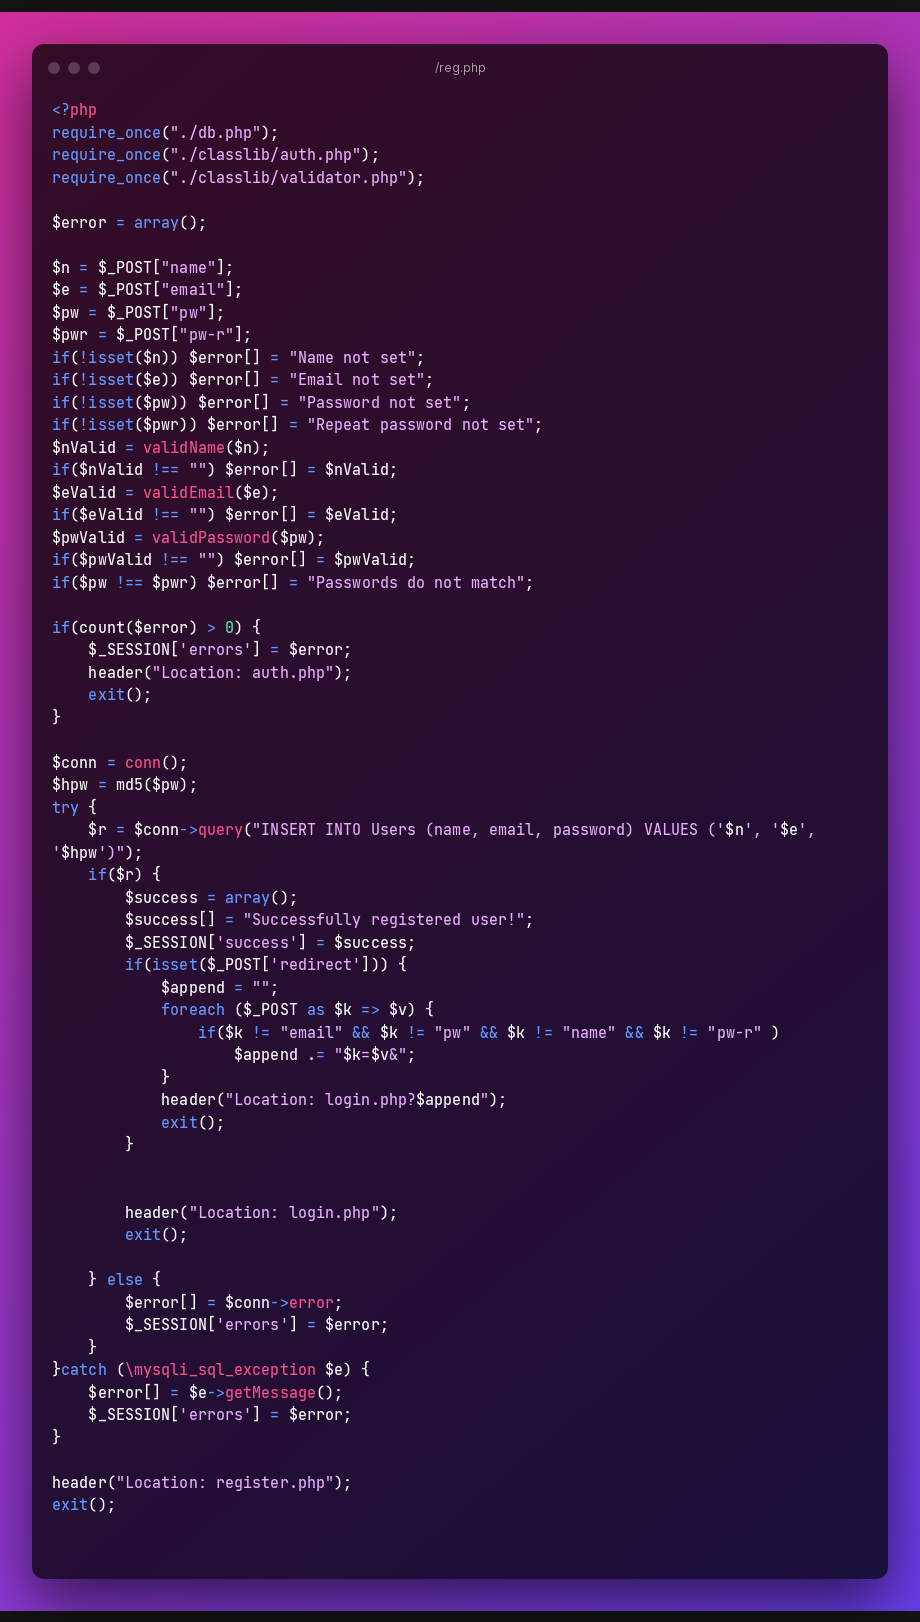 /reg.php
<?php
require_once("./db.php");
require_once("./classlib/auth.php");
require_once("./classlib/validator.php");

$error = array();

$n = $_POST["name"];
$e = $_POST["email"];
$pw = $_POST["pw"];
$pwr = $_POST["pw-r"];
if(!isset($n)) $error[] = "Name not set";
if(!isset($e)) $error[] = "Email not set";
if(!isset($pw)) $error[] = "Password not set";
if(!isset($pwr)) $error[] = "Repeat password not set";
$nValid = validName($n);
if($nValid !== "") $error[] = $nValid;
$eValid = validEmail($e);
if($eValid !== "") $error[] = $eValid;
$pwValid = validPassword($pw);
if($pwValid !== "") $error[] = $pwValid;
if($pw !== $pwr) $error[] = "Passwords do not match";

if(count($error) > 0) {
    $_SESSION['errors'] = $error;
    header("Location: auth.php");
    exit();
}

$conn = conn();
$hpw = md5($pw);
try {
    $r = $conn->query("INSERT INTO Users (name, email, password) VALUES ('$n', '$e',
'$hpw')");
    if($r) {
        $success = array();
        $success[] = "Successfully registered user!";
        $_SESSION['success'] = $success;
        if(isset($_POST['redirect'])) {
            $append = "";
            foreach ($_POST as $k => $v) {
                if($k != "email" && $k != "pw" && $k != "name" && $k != "pw-r" )
                    $append .= "$k=$v&";
            }
            header("Location: login.php?$append");
            exit();
        }


        header("Location: login.php");
        exit();

    } else {
        $error[] = $conn->error;
        $_SESSION['errors'] = $error;
    }
}catch (\mysqli_sql_exception $e) {
    $error[] = $e->getMessage();
    $_SESSION['errors'] = $error;
}

header("Location: register.php");
exit();